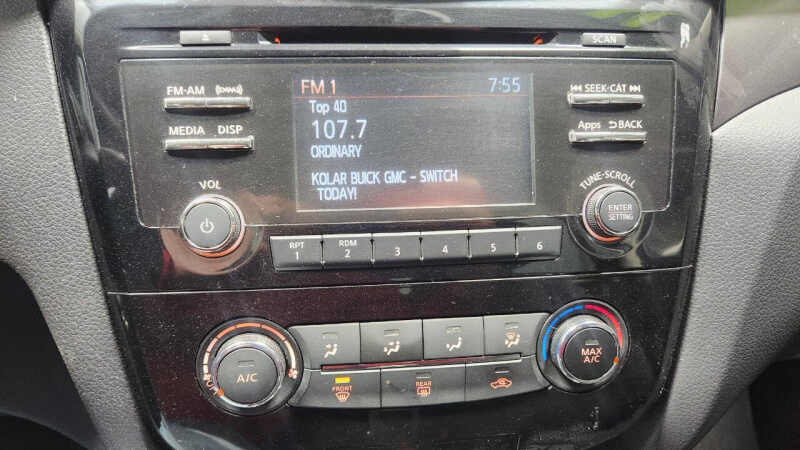 SCAN
FM·AM
SEEK·CAT
MEDIA DISP
Apps BACK
FM 1 7:55
Top 40
107.7
ORDINARY
KOLAR BUICK GMC - SWITCH
TODAY!
VOL
TUNE·SCROLL
ENTER
SETTING
RPT
1
RDM
2
3
4
5
6
A/C
MAX
A/C
FRONT
REAR